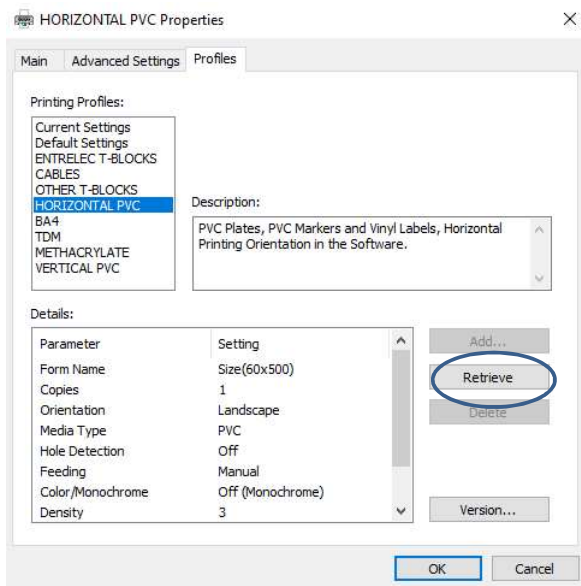 HORIZONTAL PVC Properties
Main Advanced Settings Profiles
Printing Profiles:
Current Settings
Default Settings
ENTRELEC T-BLOCKS
CABLES
OTHER T-BLOCKS
HORIZONTAL PVC
BA4
TDM
METHACRYLATE
VERTICAL PVC
Description:
PVC Plates, PVC Markers and Vinyl Labels, Horizontal
Printing Orientation in the Software.
Details:
Parameter Setting
Form Name Size(60x500)
Copies 1
Orientation Landscape
Media Type PVC
Hole Detection Off
Feeding Manual
Color/Monochrome Off (Monochrome)
Density 3
Add...
Retrieve
Delete
Version...
OK Cancel